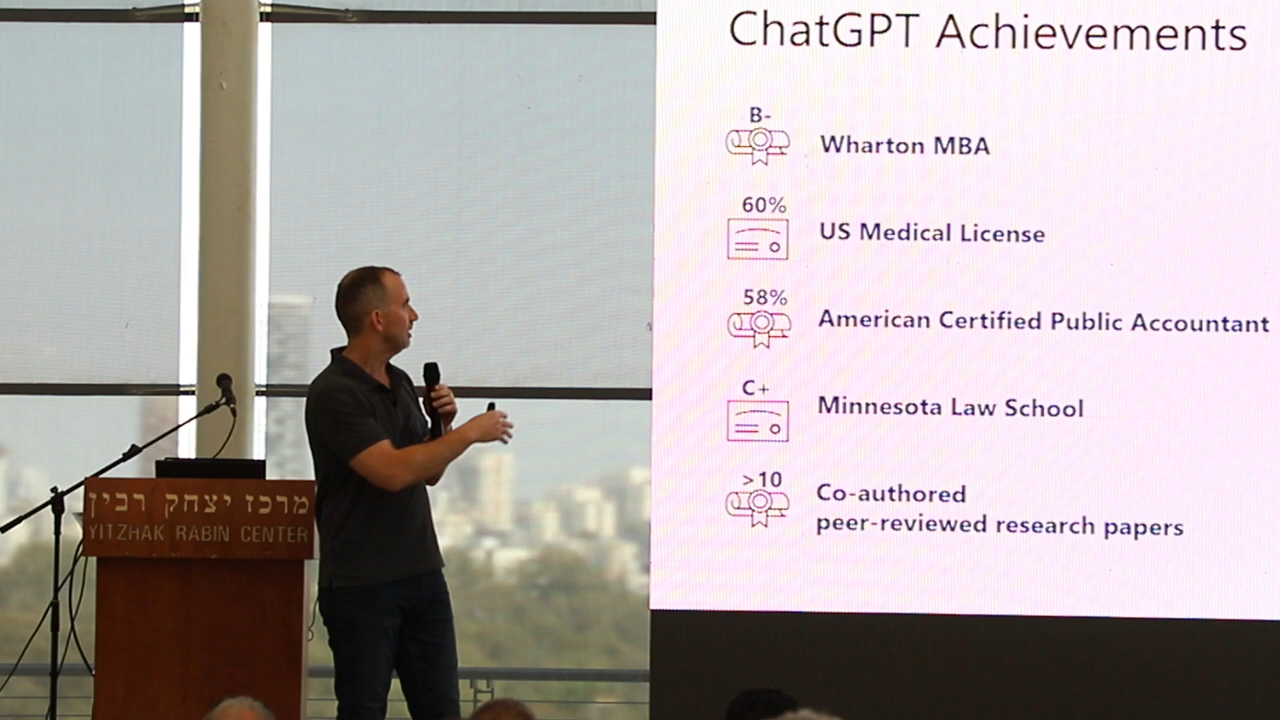 ChatGPT Achievements
B-
Wharton MBA
60%
US Medical License
58%
American Certified Public Accountant
C+
Minnesota Law School
>10
Co-authored
peer-reviewed research papers
מרכז יצחק רבין
YITZHAK RABIN CENTER